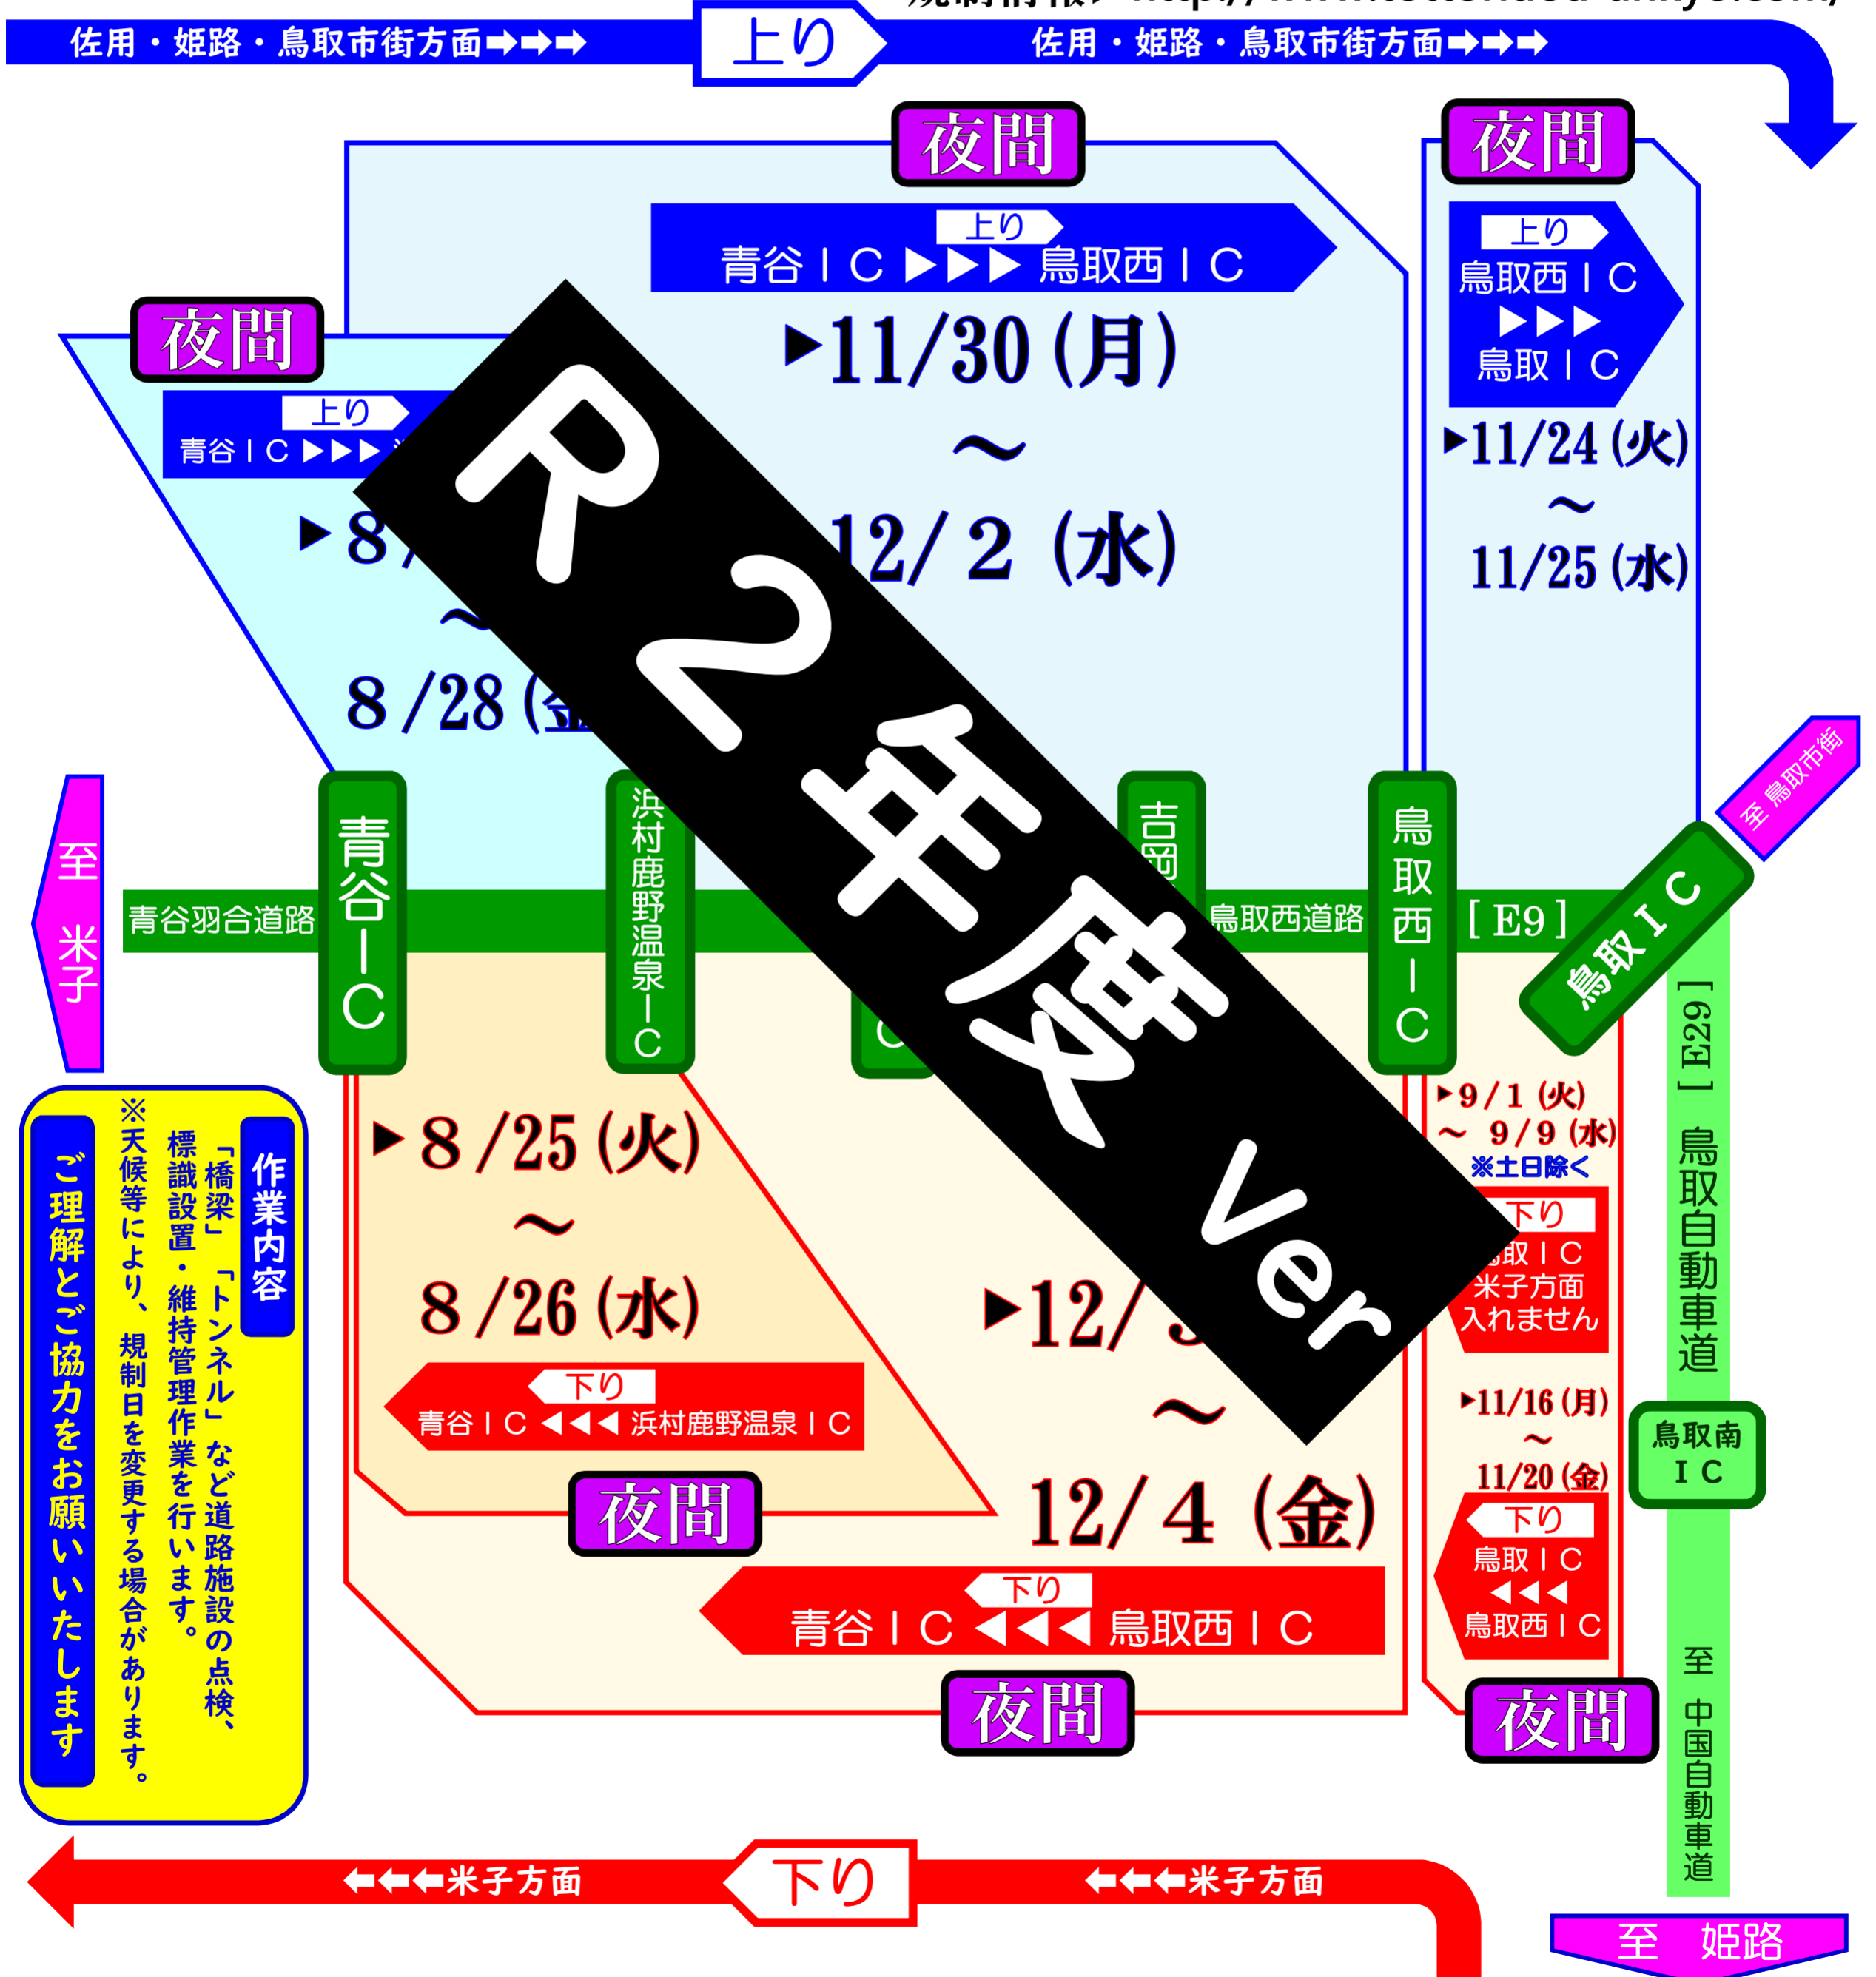 佐用・姫路・鳥取市街方面➡➡➡
上り
佐用・姫路・鳥取市街方面➡➡➡
夜間
夜間
上り
青谷ＩＣ ▶▶▶ 鳥取西ＩＣ
▶11/30(月)
～
12/ 2 (水)
上り
鳥取西ＩＣ
▶▶▶
鳥取ＩＣ
▶11/24(火)
～
11/25(水)
夜間
上り
青谷ＩＣ ▶▶▶
▶ 8
～
8 /28(金
Ｒ２年度 ver
至 米子
至 鳥取市街
青谷羽合道路
青谷ＩＣ
浜村鹿野温泉ＩＣ
吉岡
鳥取西道路
鳥取西ＩＣ
[ E9 ]
鳥取ＩＣ
[ E29 ] 鳥取自動車道
鳥取南
ＩＣ
至 中国自動車道
至 姫路
▶ 8 /25(火)
～
8 /26(水)
下り
青谷ＩＣ ◀◀◀ 浜村鹿野温泉ＩＣ
夜間
▶12/
～
12/ 4 (金)
下り
青谷ＩＣ ◀◀◀ 鳥取西ＩＣ
夜間
▶ 9 / 1 (火)
～ 9 / 9 (水)
※土日除く
下り
取ＩＣ
米子方面
入れません
▶11/16(月)
～
11/20(金)
下り
鳥取ＩＣ
◀◀◀
鳥取西ＩＣ
夜間
作業内容
「橋梁」「トンネル」など道路施設の点検、
標識設置・維持管理作業を行います。
※天候等により、規制日を変更する場合があります。
ご理解とご協力をお願いいたします
⬅⬅⬅米子方面
下り
⬅⬅⬅米子方面